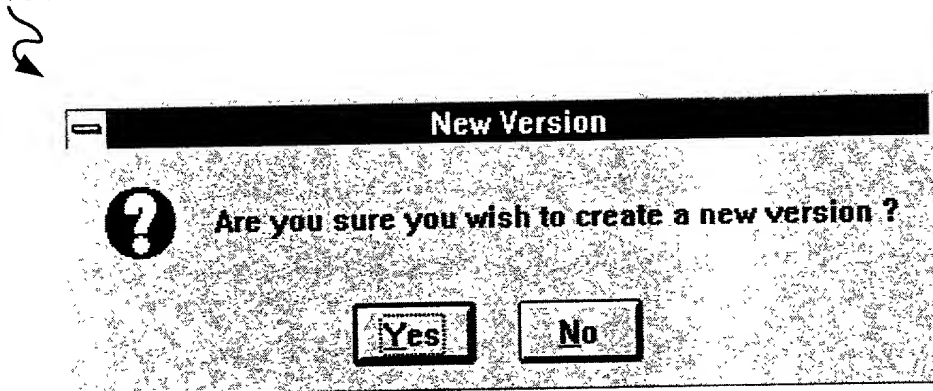 New Version
Are you sure you wish to create a new version ?
Yes
No